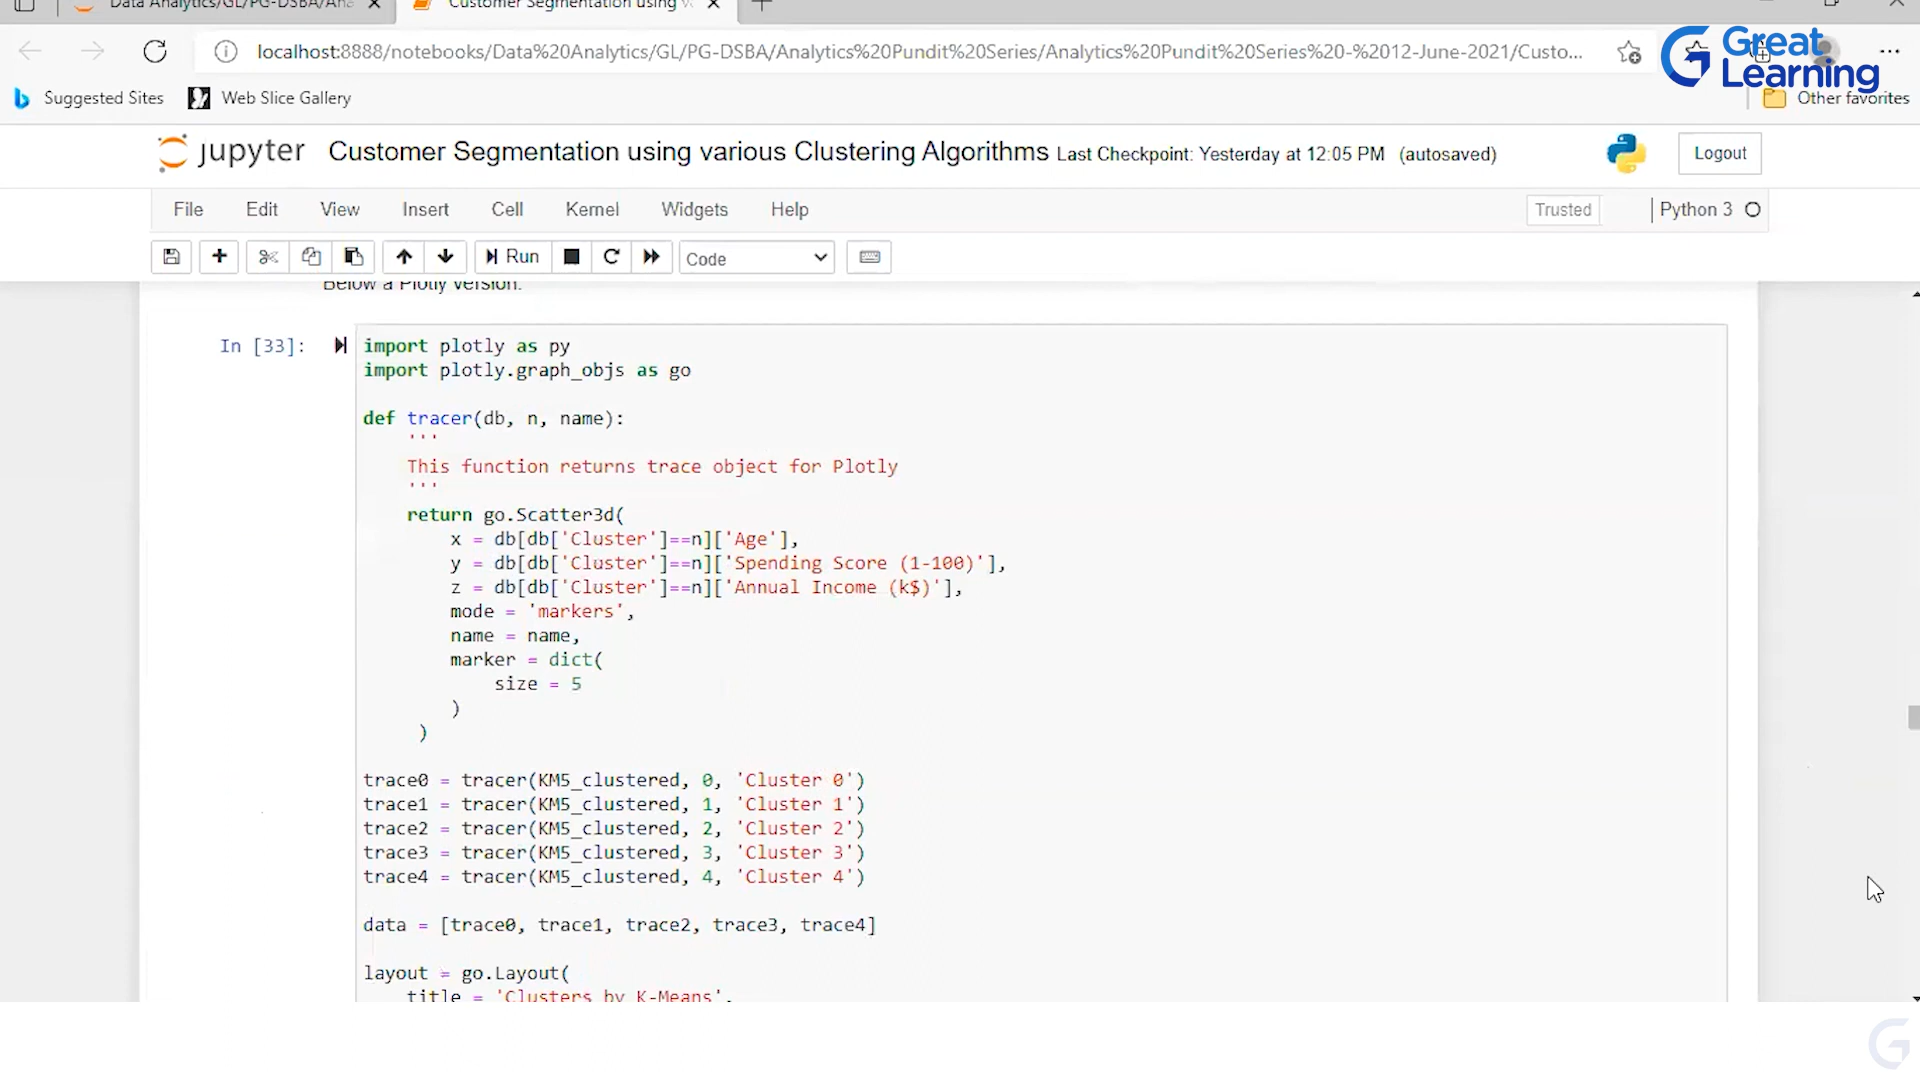 Data Analytics/GL/PG-DSBA/Ana
Customer Segmentation using v
localhost:8888/notebooks/Data%20Analytics/GL/PG-DSBA/Analytics%20Pundit%20Series/Analytics%20Pundit%20Series%20-%2012-June-2021/Custo...
Great
Learning
Suggested Sites
Web Slice Gallery
Other favorites
jupyter
Customer Segmentation using various Clustering Algorithms Last Checkpoint: Yesterday at 12:05 PM (autosaved)
Logout
File Edit View Insert Cell Kernel Widgets Help
Trusted
Python 3
Run
Code
Below a Plotly version.
In [33]:
import plotly as py
import plotly.graph_objs as go
def tracer(db, n, name):
'''
This function returns trace object for Plotly
'''
return go.Scatter3d(
x = db[db['Cluster']==n]['Age'],
y = db[db['Cluster']==n]['Spending Score (1-100)'],
z = db[db['Cluster']==n]['Annual Income (k$)'],
mode = 'markers',
name = name,
marker = dict(
size = 5
)
)
trace0 = tracer(KM5_clustered, 0, 'Cluster 0')
trace1 = tracer(KM5_clustered, 1, 'Cluster 1')
trace2 = tracer(KM5_clustered, 2, 'Cluster 2')
trace3 = tracer(KM5_clustered, 3, 'Cluster 3')
trace4 = tracer(KM5_clustered, 4, 'Cluster 4')
data = [trace0, trace1, trace2, trace3, trace4]
layout = go.Layout(
title = 'Clusters by K-Means',